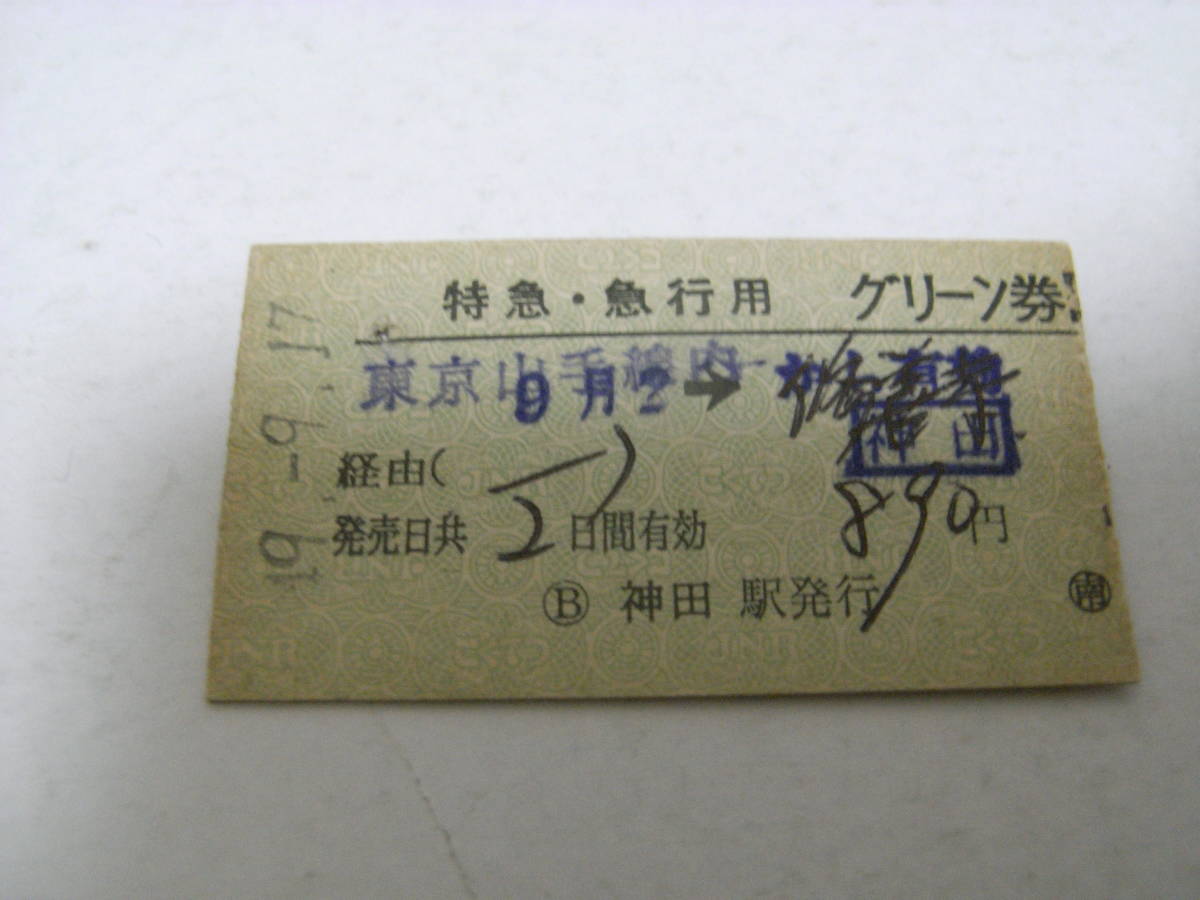 特急・急行用 グリーン券
東京山手線内 → 
9月2
神田
経由( ー )
発売日共 2 日間有効 890円
Ⓑ 神田 駅発行
19.-9.17